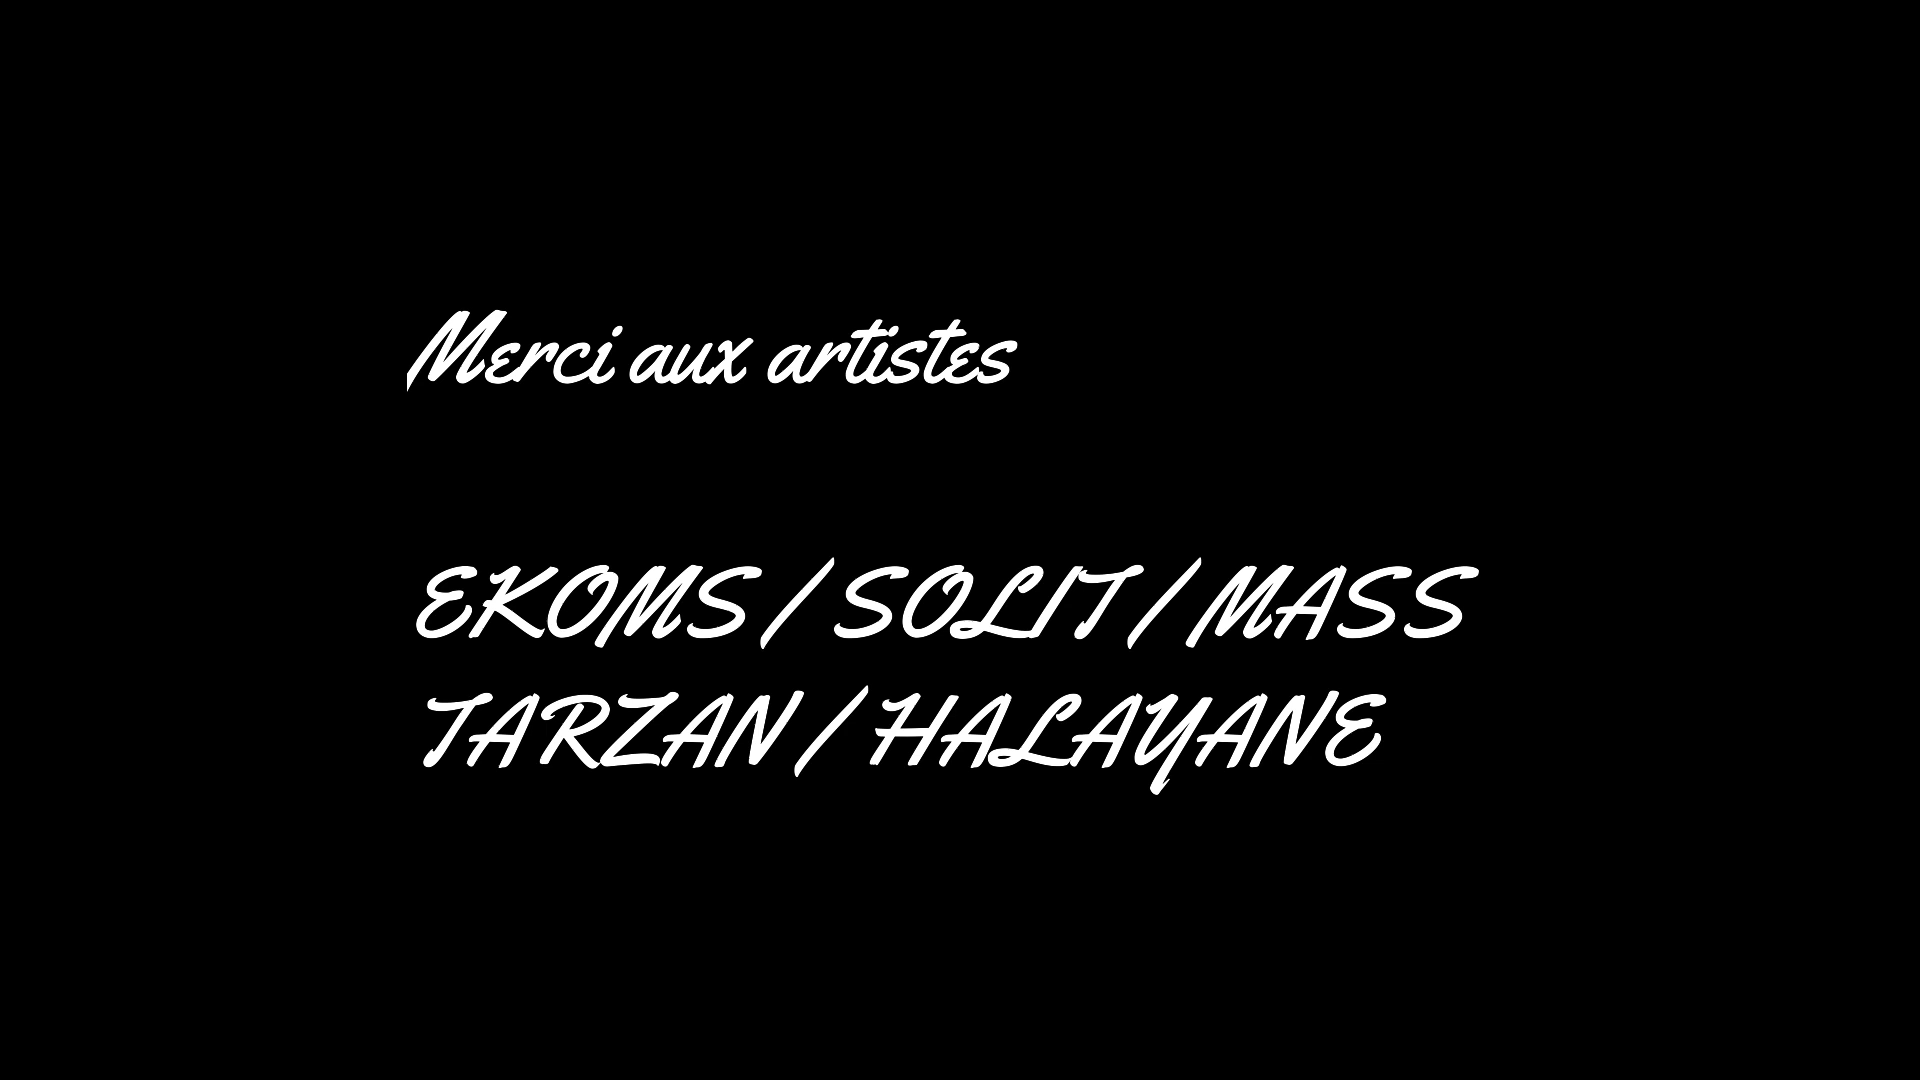 Merci aux artistes
EKOMS / SOLIT / MASS
TARZAN / HALAYANE